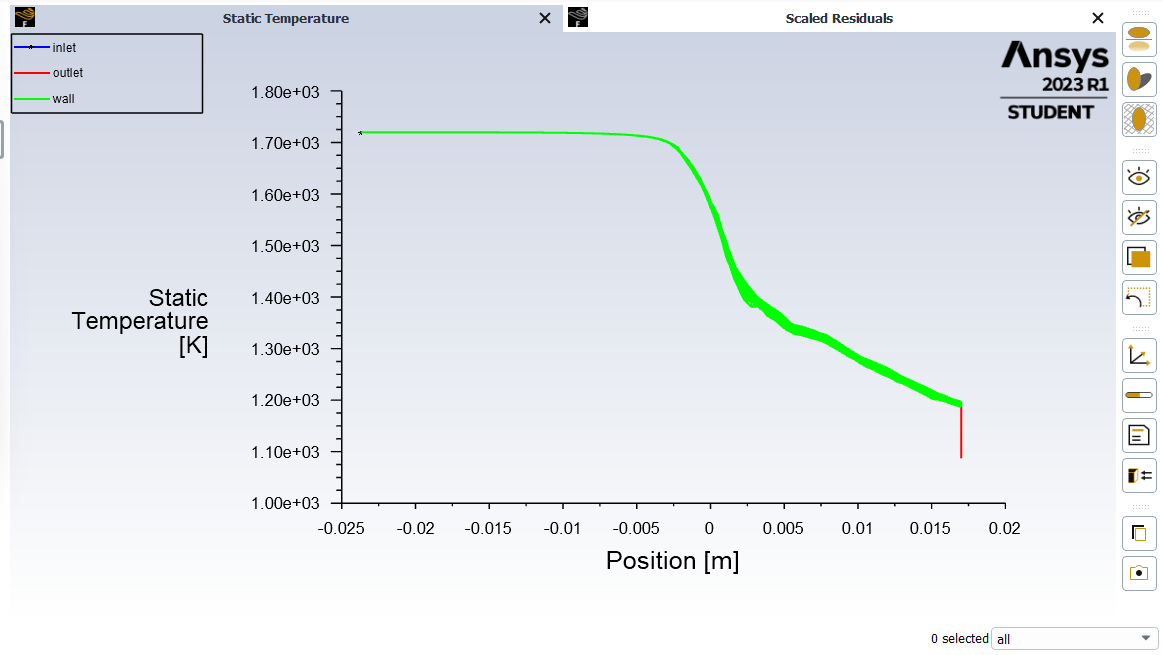 Static Temperature
Scaled Residuals
inlet
outlet
wall
Ansys
2023 R1
STUDENT
1.80e+03
1.70e+03
1.60e+03
1.50e+03
1.40e+03
1.30e+03
1.20e+03
1.10e+03
1.00e+03
Static
Temperature
[K]
-0.025 -0.02 -0.015 -0.01 -0.005 0 0.005 0.01 0.015 0.02
Position [m]
0 selected all